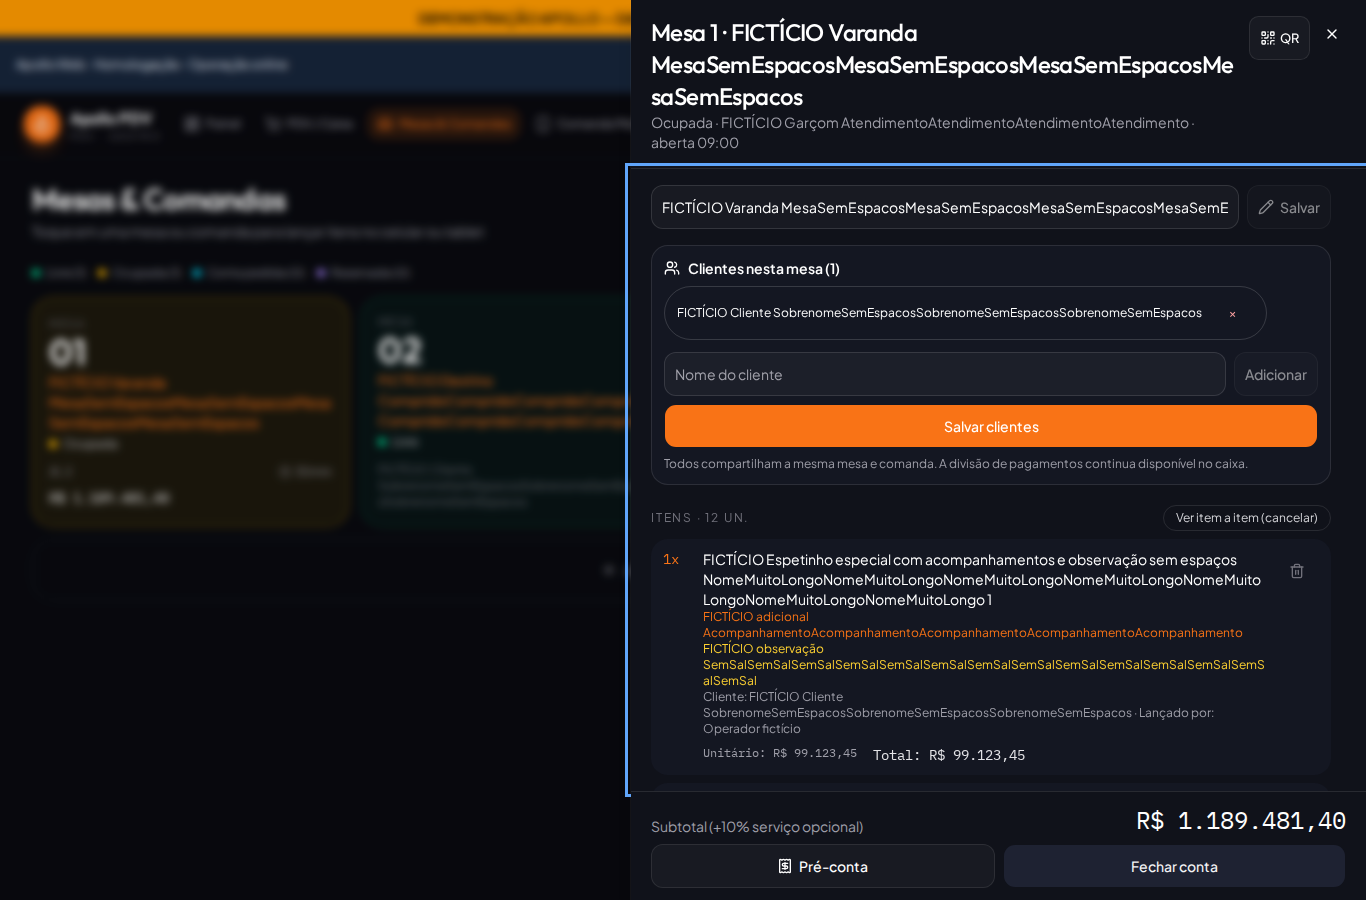 Mesa 1 · FICTÍCIO Varanda
MesaSemEspacosMesaSemEspacosMesaSemEspacosMe
saSemEspacos
QR
×
Ocupada · FICTÍCIO Garçom AtendimentoAtendimentoAtendimentoAtendimento ·
aberta 09:00
FICTÍCIO Varanda MesaSemEspacosMesaSemEspacosMesaSemEspacosMesaSemE
Salvar
Clientes nesta mesa (1)
FICTÍCIO Cliente SobrenomeSemEspacosSobrenomeSemEspacosSobrenomeSemEspacos ×
Nome do cliente
Adicionar
Salvar clientes
Todos compartilham a mesma mesa e comanda. A divisão de pagamentos continua disponível no caixa.
ITENS · 12 UN.
Ver item a item (cancelar)
1x
FICTÍCIO Espetinho especial com acompanhamentos e observação sem espaços
NomeMuitoLongoNomeMuitoLongoNomeMuitoLongoNomeMuitoLongoNomeMuito
LongoNomeMuitoLongoNomeMuitoLongo 1
FICTÍCIO adicional
AcompanhamentoAcompanhamentoAcompanhamentoAcompanhamentoAcompanhamento
FICTÍCIO observação
SemSalSemSalSemSalSemSalSemSalSemSalSemSalSemSalSemSalSemSalSemSalSemSalSemS
alSemSal
Cliente: FICTÍCIO Cliente
SobrenomeSemEspacosSobrenomeSemEspacosSobrenomeSemEspacos · Lançado por:
Operador fictício
Unitário: R$ 99.123,45 Total: R$ 99.123,45
Subtotal (+10% serviço opcional)
R$ 1.189.481,40
Pré-conta
Fechar conta
Mesas & Comandas
01
02